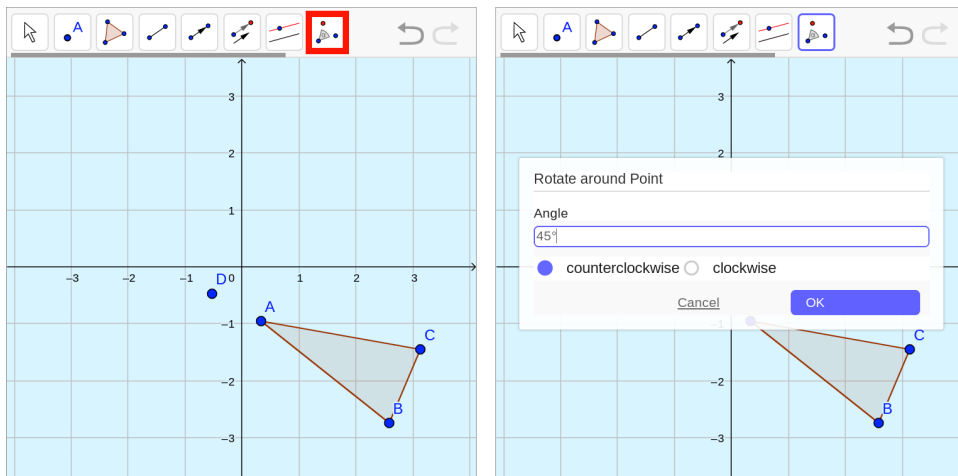 A
3
2
1
–3
–2
–1
D
0
1
2
3
A
–1
C
–2
B
–3
A
3
2
Rotate around Point
Angle
45°
counterclockwise
clockwise
Cancel
OK
–1
C
–2
B
–3